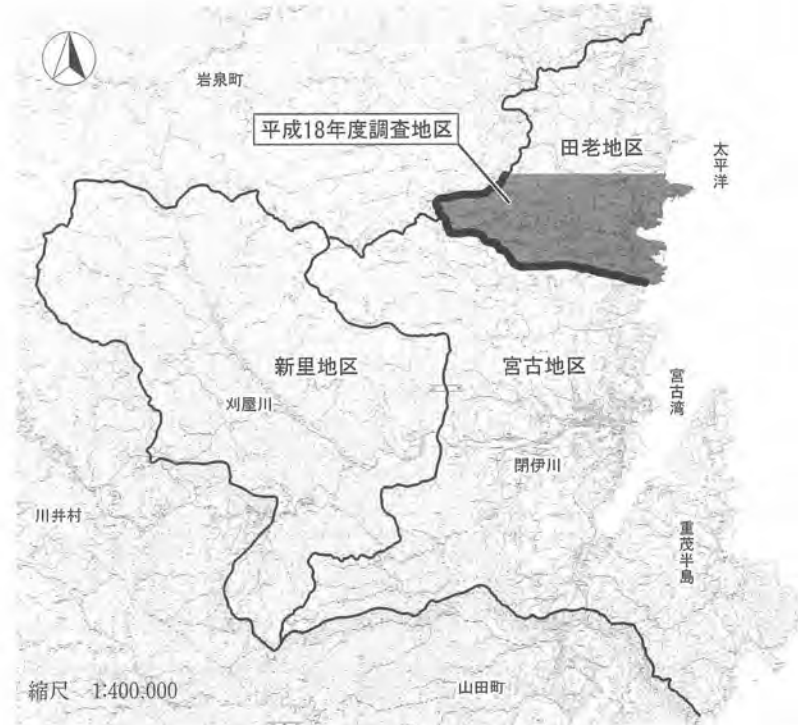 岩泉町
平成18年度調査地区
田老地区
太平洋
新里地区
宮古地区
刈屋川
宮古湾
閉伊川
川井村
重茂半島
縮尺 1:400,000
山田町